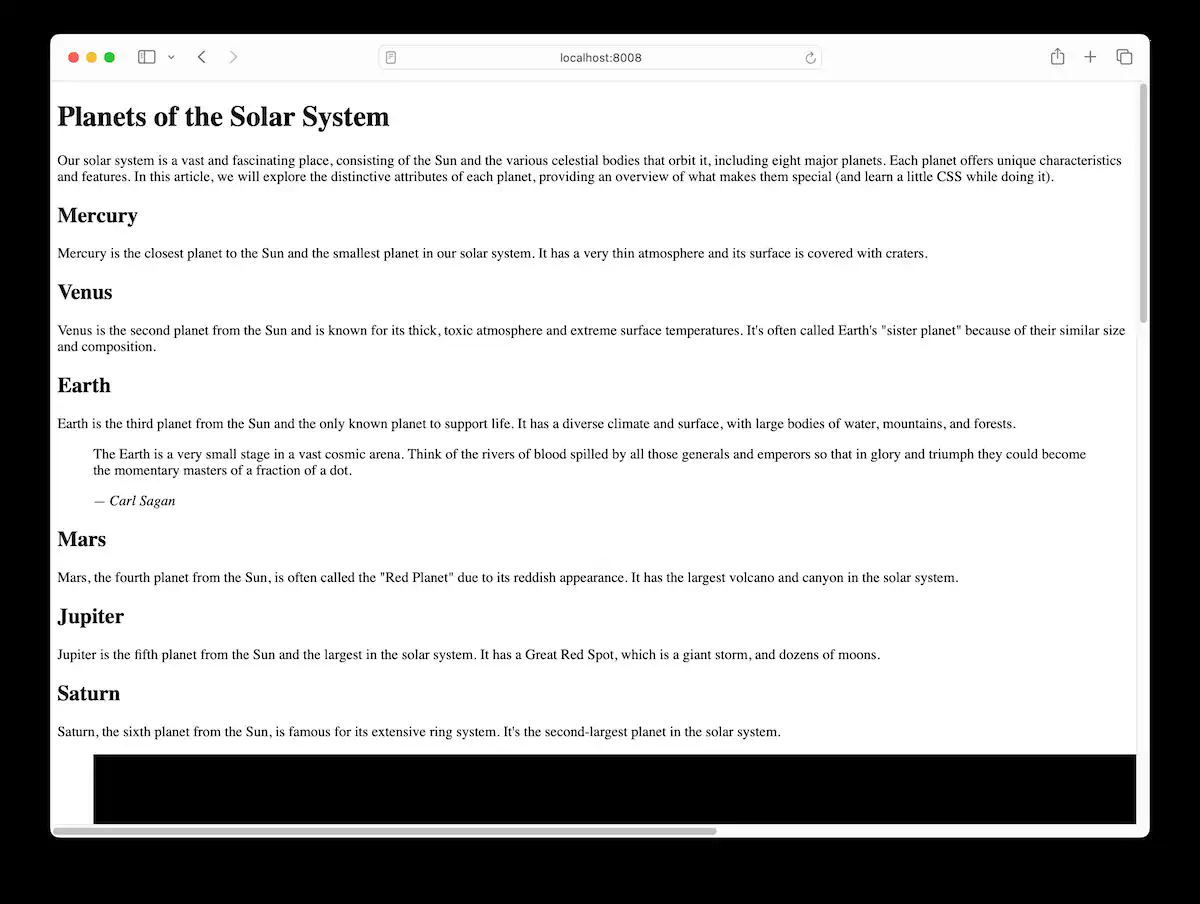 localhost:8008
Planets of the Solar System
Our solar system is a vast and fascinating place, consisting of the Sun and the various celestial bodies that orbit it, including eight major planets. Each planet offers unique characteristics
and features. In this article, we will explore the distinctive attributes of each planet, providing an overview of what makes them special (and learn a little CSS while doing it).
Mercury
Mercury is the closest planet to the Sun and the smallest planet in our solar system. It has a very thin atmosphere and its surface is covered with craters.
Venus
Venus is the second planet from the Sun and is known for its thick, toxic atmosphere and extreme surface temperatures. It's often called Earth's "sister planet" because of their similar size
and composition.
Earth
Earth is the third planet from the Sun and the only known planet to support life. It has a diverse climate and surface, with large bodies of water, mountains, and forests.
The Earth is a very small stage in a vast cosmic arena. Think of the rivers of blood spilled by all those generals and emperors so that in glory and triumph they could become
the momentary masters of a fraction of a dot.
— Carl Sagan
Mars
Mars, the fourth planet from the Sun, is often called the "Red Planet" due to its reddish appearance. It has the largest volcano and canyon in the solar system.
Jupiter
Jupiter is the fifth planet from the Sun and the largest in the solar system. It has a Great Red Spot, which is a giant storm, and dozens of moons.
Saturn
Saturn, the sixth planet from the Sun, is famous for its extensive ring system. It's the second-largest planet in the solar system.